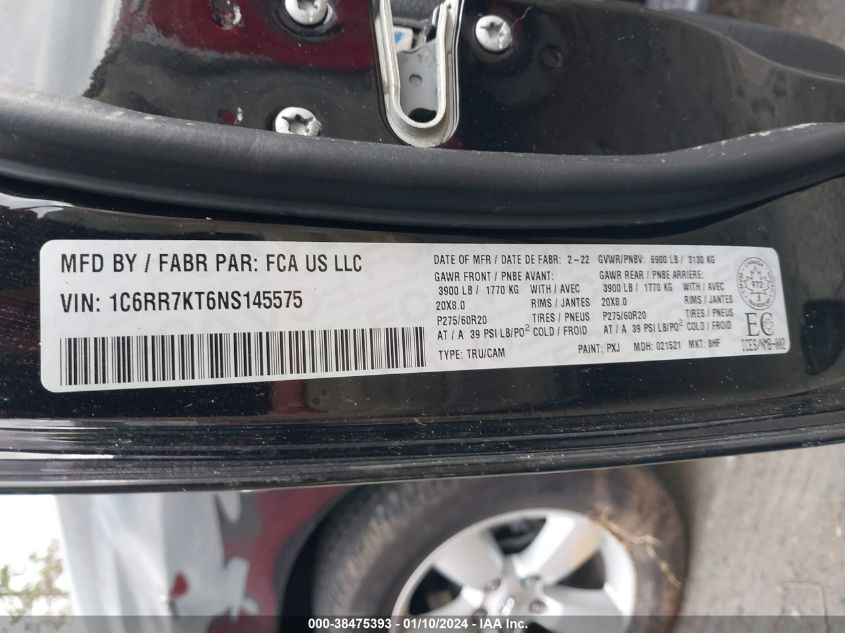 MFD BY / FABR PAR: FCA US LLC
VIN: 1C6RR7KT6NS145575
DATE OF MFR / DATE DE FABR: 2-22 GVWR/PNBV: 6900 LB / 3130 KG
GAWR FRONT / PNBE AVANT: GAWR REAR / PNBE ARRIERE:
3900 LB / 1770 KG WITH / AVEC 3900 LB / 1770 KG WITH / AVEC
20X8.0 RIMS / JANTES 20X8.0 RIMS / JANTES
P275/60R20 TIRES / PNEUS P275/60R20 TIRES / PNEUS
AT / A 39 PSI LB/PO² COLD / FROID AT / A 39 PSI LB/PO² COLD / FROID
TYPE: TRU/CAM PAINT: PXJ MDH: 021521 MKT: BHF
972
EC
ICES/NMB-002
000-38475393 - 01/10/2024 - IAA Inc.